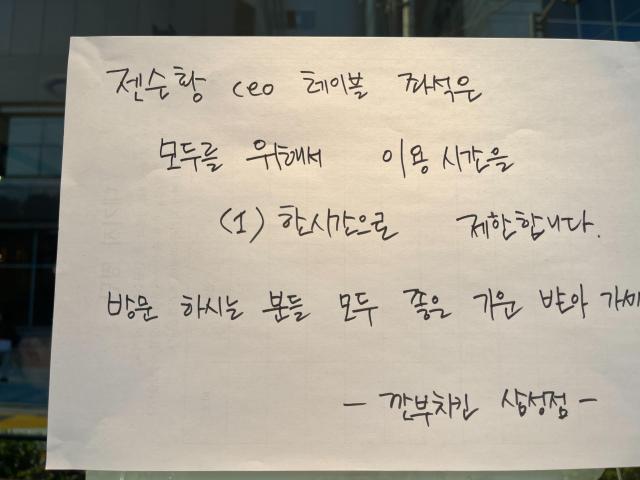 젠슨황 ceo 테이블 좌석은
모두를 위해서 이용 시간을
(1) 한시간으로 제한합니다.
방문 하시는 분들 모두 좋은 기운 받아
- 깐부치킨 삼성점 -